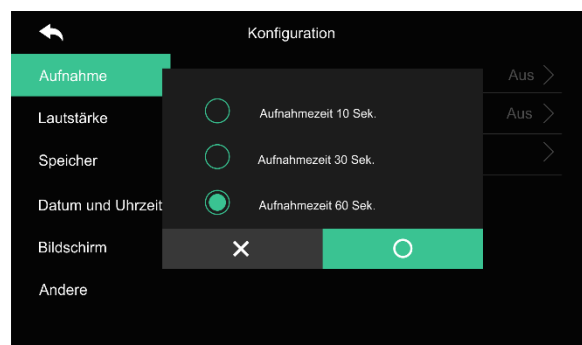 Konfiguration
Aufnahme
Aus
Aufnahmezeit 10 Sek.
Lautstärke
Aus
Speicher
Aufnahmezeit 30 Sek.
Datum und Uhrzeit
Aufnahmezeit 60 Sek.
Bildschirm
Andere